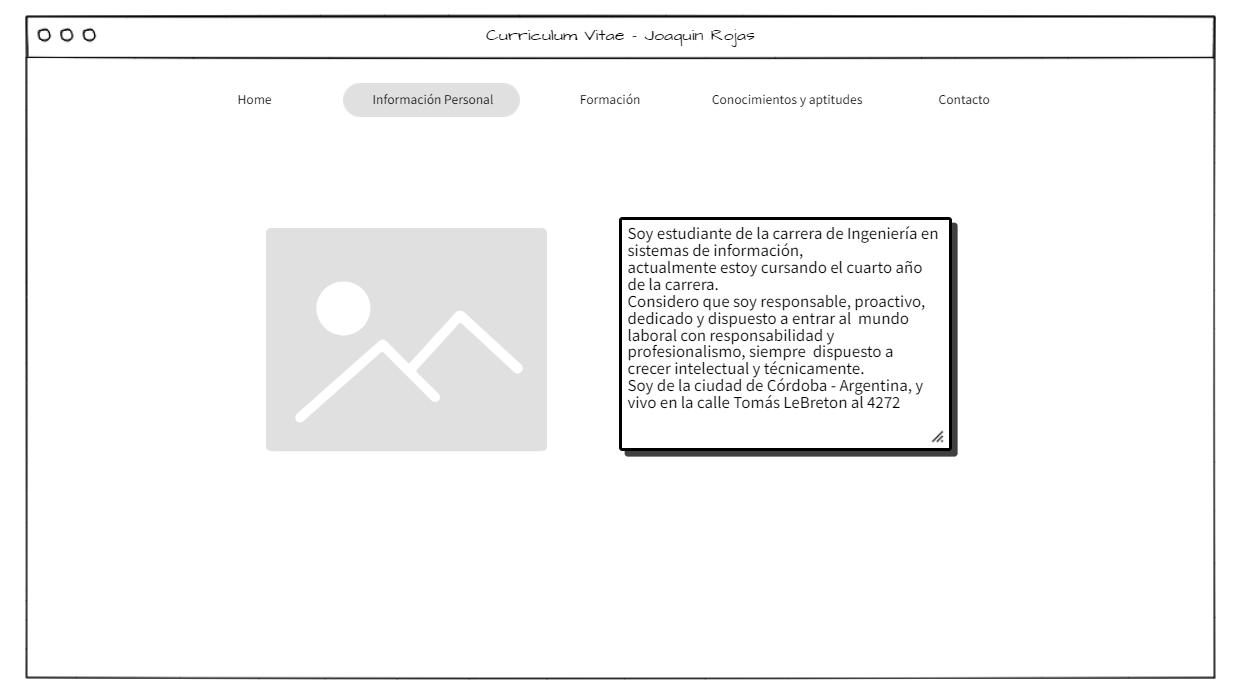 Curriculum Vitae - Joaquin Rojas
Home Información Personal Formación Conocimientos y aptitudes Contacto
Soy estudiante de la carrera de Ingeniería en
sistemas de información,
actualmente estoy cursando el cuarto año
de la carrera.
Considero que soy responsable, proactivo,
dedicado y dispuesto a entrar al  mundo
laboral con responsabilidad y
profesionalismo, siempre  dispuesto a
crecer intelectual y técnicamente.
Soy de la ciudad de Córdoba - Argentina, y
vivo en la calle Tomás LeBreton al 4272